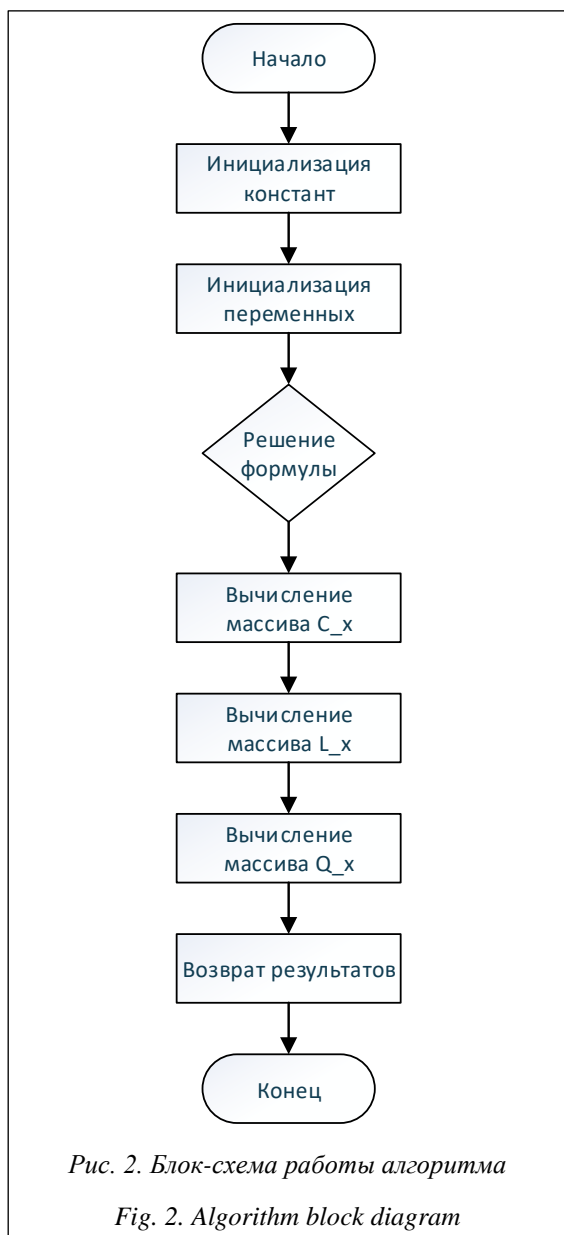 Начало
Инициализация
констант
Инициализация
переменных
Решение
формулы
Вычисление
массива C_x
Вычисление
массива L_x
Вычисление
массива Q_x
Возврат результатов
Конец
Рис. 2. Блок-схема работы алгоритма
Fig. 2. Algorithm block diagram